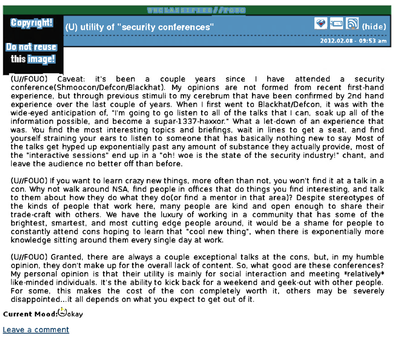 UNCLASSIFIED//FOUO
Copyright!
Do not reuse
this image!
(U) utility of "security conferences"
(hide)
2012.02.08 - 09:53 am
(U//FOUO) Caveat: it's been a couple years since I have attended a security
conference(Shmoocon/Defcon/Blackhat). My opinions are not formed from recent first-hand
experience, but through previous stimuli to my cerebrum that have been confirmed by 2nd hand
experience over the last couple of years. When I first went to Blackhat/Defcon, it was with the
wide-eyed anticipation of, "I'm going to go listen to all of the talks that I can, soak up all of the
information possible, and become a supar-1337-haxxor." What a let-down of an experience that
was. You find the most interesting topics and briefings, wait in lines to get a seat, and find
yourself straining your ears to listen to someone that has basically nothing new to say. Most of
the talks get hyped up exponentially past any amount of substance they actually provide, most of
the "interactive sessions" end up in a "oh! woe is the state of the security industry!" chant, and
leave the audience no better off than before.
(U//FOUO) If you want to learn crazy new things, more often than not, you won't find it at a talk in a
con. Why not walk around NSA, find people in offices that do things you find interesting, and talk
to them about how they do what they do(or find a mentor in that area)? Despite stereotypes of
the kinds of people that work here, many people are kind and open enough to share their
trade-craft with others. We have the luxury of working in a community that has some of the
brightest, smartest, and most cutting edge people around, it would be a shame for people to
constantly attend cons hoping to learn that "cool new thing", when there is exponentially more
knowledge sitting around them every single day at work.
(U//FOUO) Granted, there are always a couple exceptional talks at the cons, but, in my humble
opinion, they don't make up for the overall lack of content. So, what good are these conferences?
My personal opinion is that their utility is mainly for social interaction and meeting *relatively*
like-minded individuals. It's the ability to kick back for a weekend and geek-out with other people.
For some, this makes the cost of the con completely worth it, others may be severely
disappointed...it all depends on what you expect to get out of it.
Current Mood: okay
Leave a comment